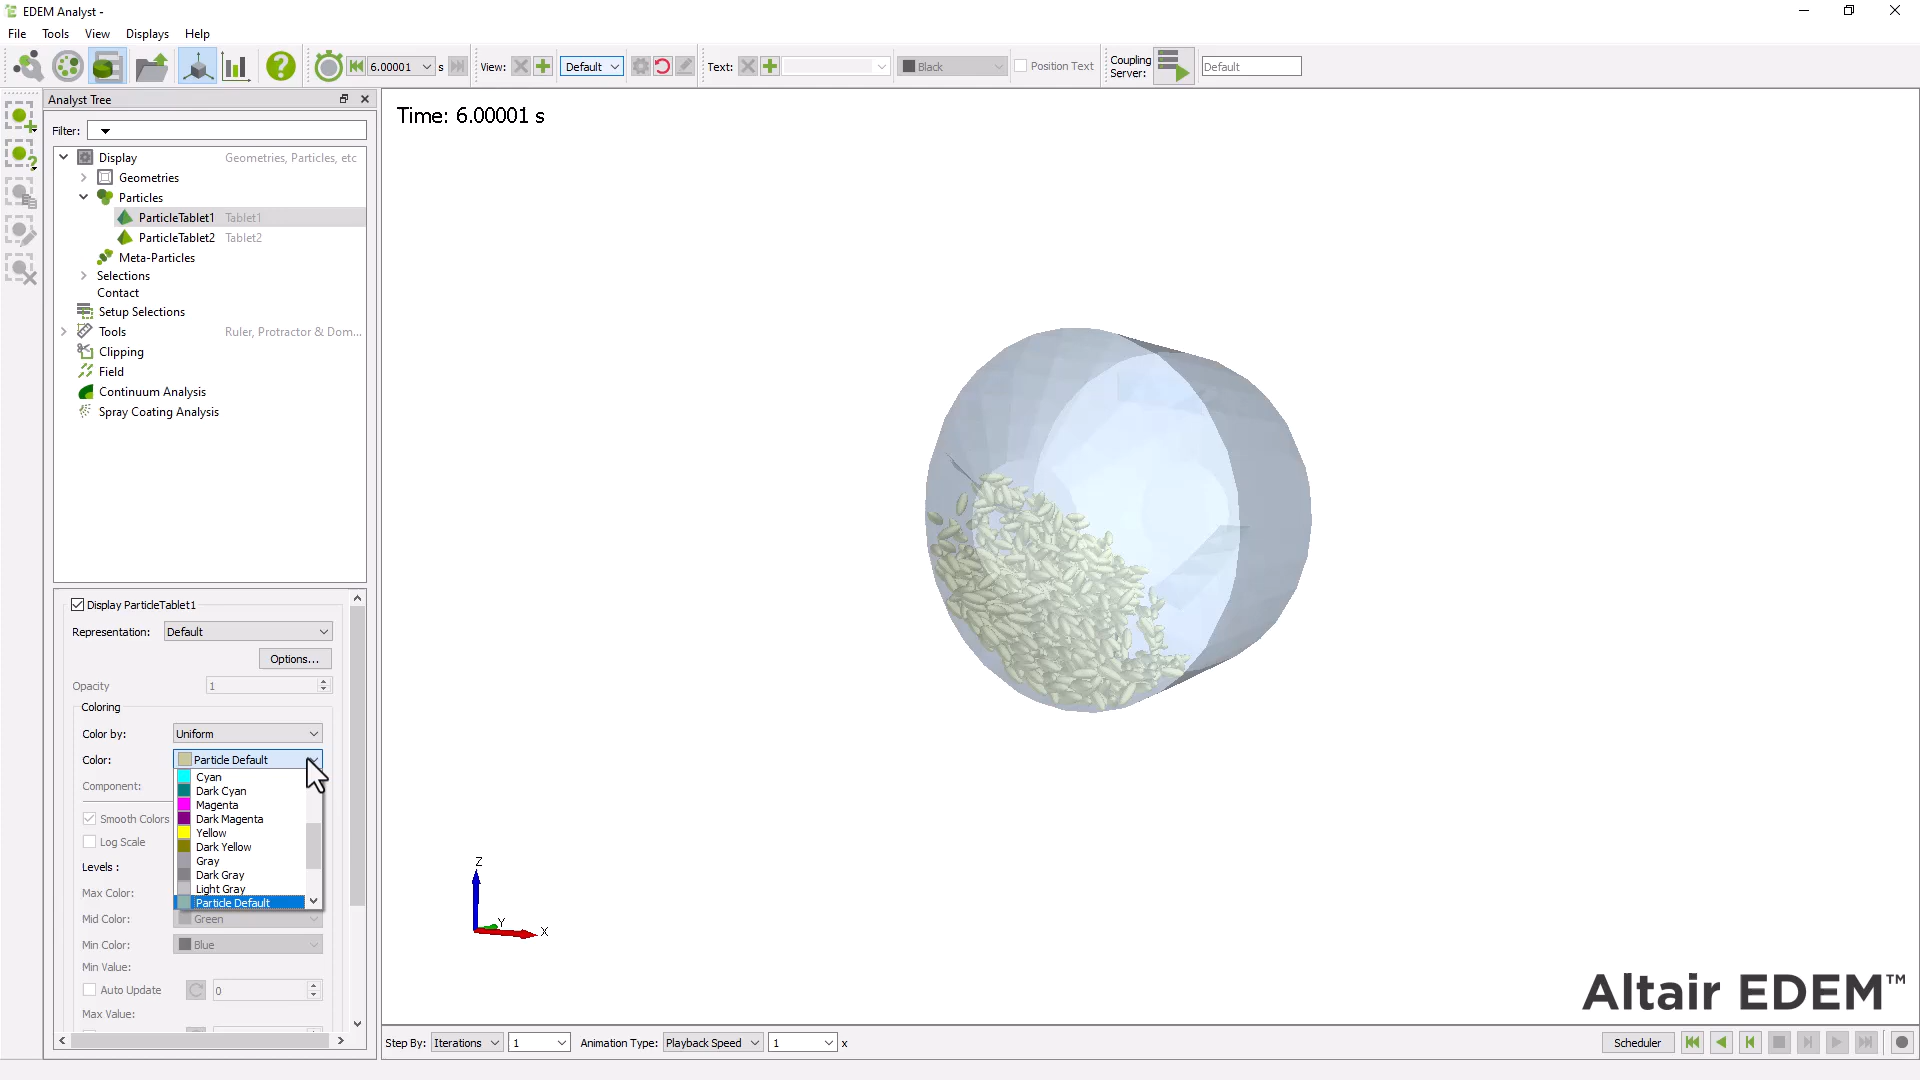 EDEM Analyst -
File Tools View Displays Help
6.00001 s View: Default Text: Black Position Text Coupling Server: Default
Analyst Tree
Filter:
Display Geometries, Particles, etc
Geometries
Particles
ParticleTablet1 Tablet1
ParticleTablet2 Tablet2
Meta-Particles
Selections
Contact
Setup Selections
Tools Ruler, Protractor & Dom...
Clipping
Field
Continuum Analysis
Spray Coating Analysis
Display ParticleTablet1
Representation: Default
Options...
Opacity 1
Coloring
Color by: Uniform
Color: Particle Default
Cyan
Component:
Dark Cyan
Magenta
Smooth Colors
Dark Magenta
Yellow
Log Scale
Dark Yellow
Gray
Levels :
Dark Gray
Max Color:
Light Gray
Particle Default
Mid Color: Green
Min Color: Blue
Min Value:
Auto Update 0
Max Value:
Time: 6.00001 s
Z
Y
X
Altair EDEM™
Step By: Iterations 1 Animation Type: Playback Speed 1 x Scheduler